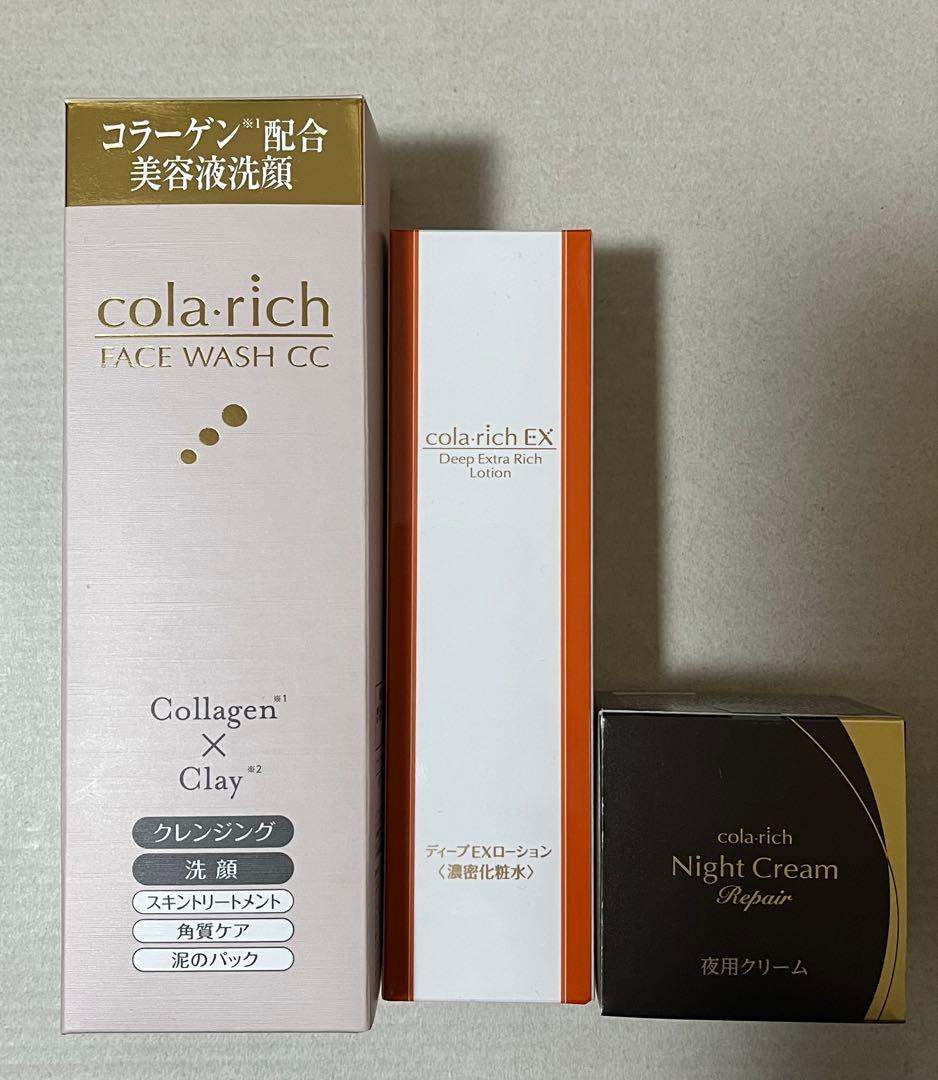 コラーゲン※1配合
美容液洗顔
cola・rich
FACE WASH CC
Collagen※1
×
Clay※2
クレンジング
洗顔
スキントリートメント
角質ケア
泥のパック
cola・rich EX
Deep Extra Rich
Lotion
ディープEXローション
〈濃密化粧水〉
cola・rich
Night Cream
Repair
夜用クリーム